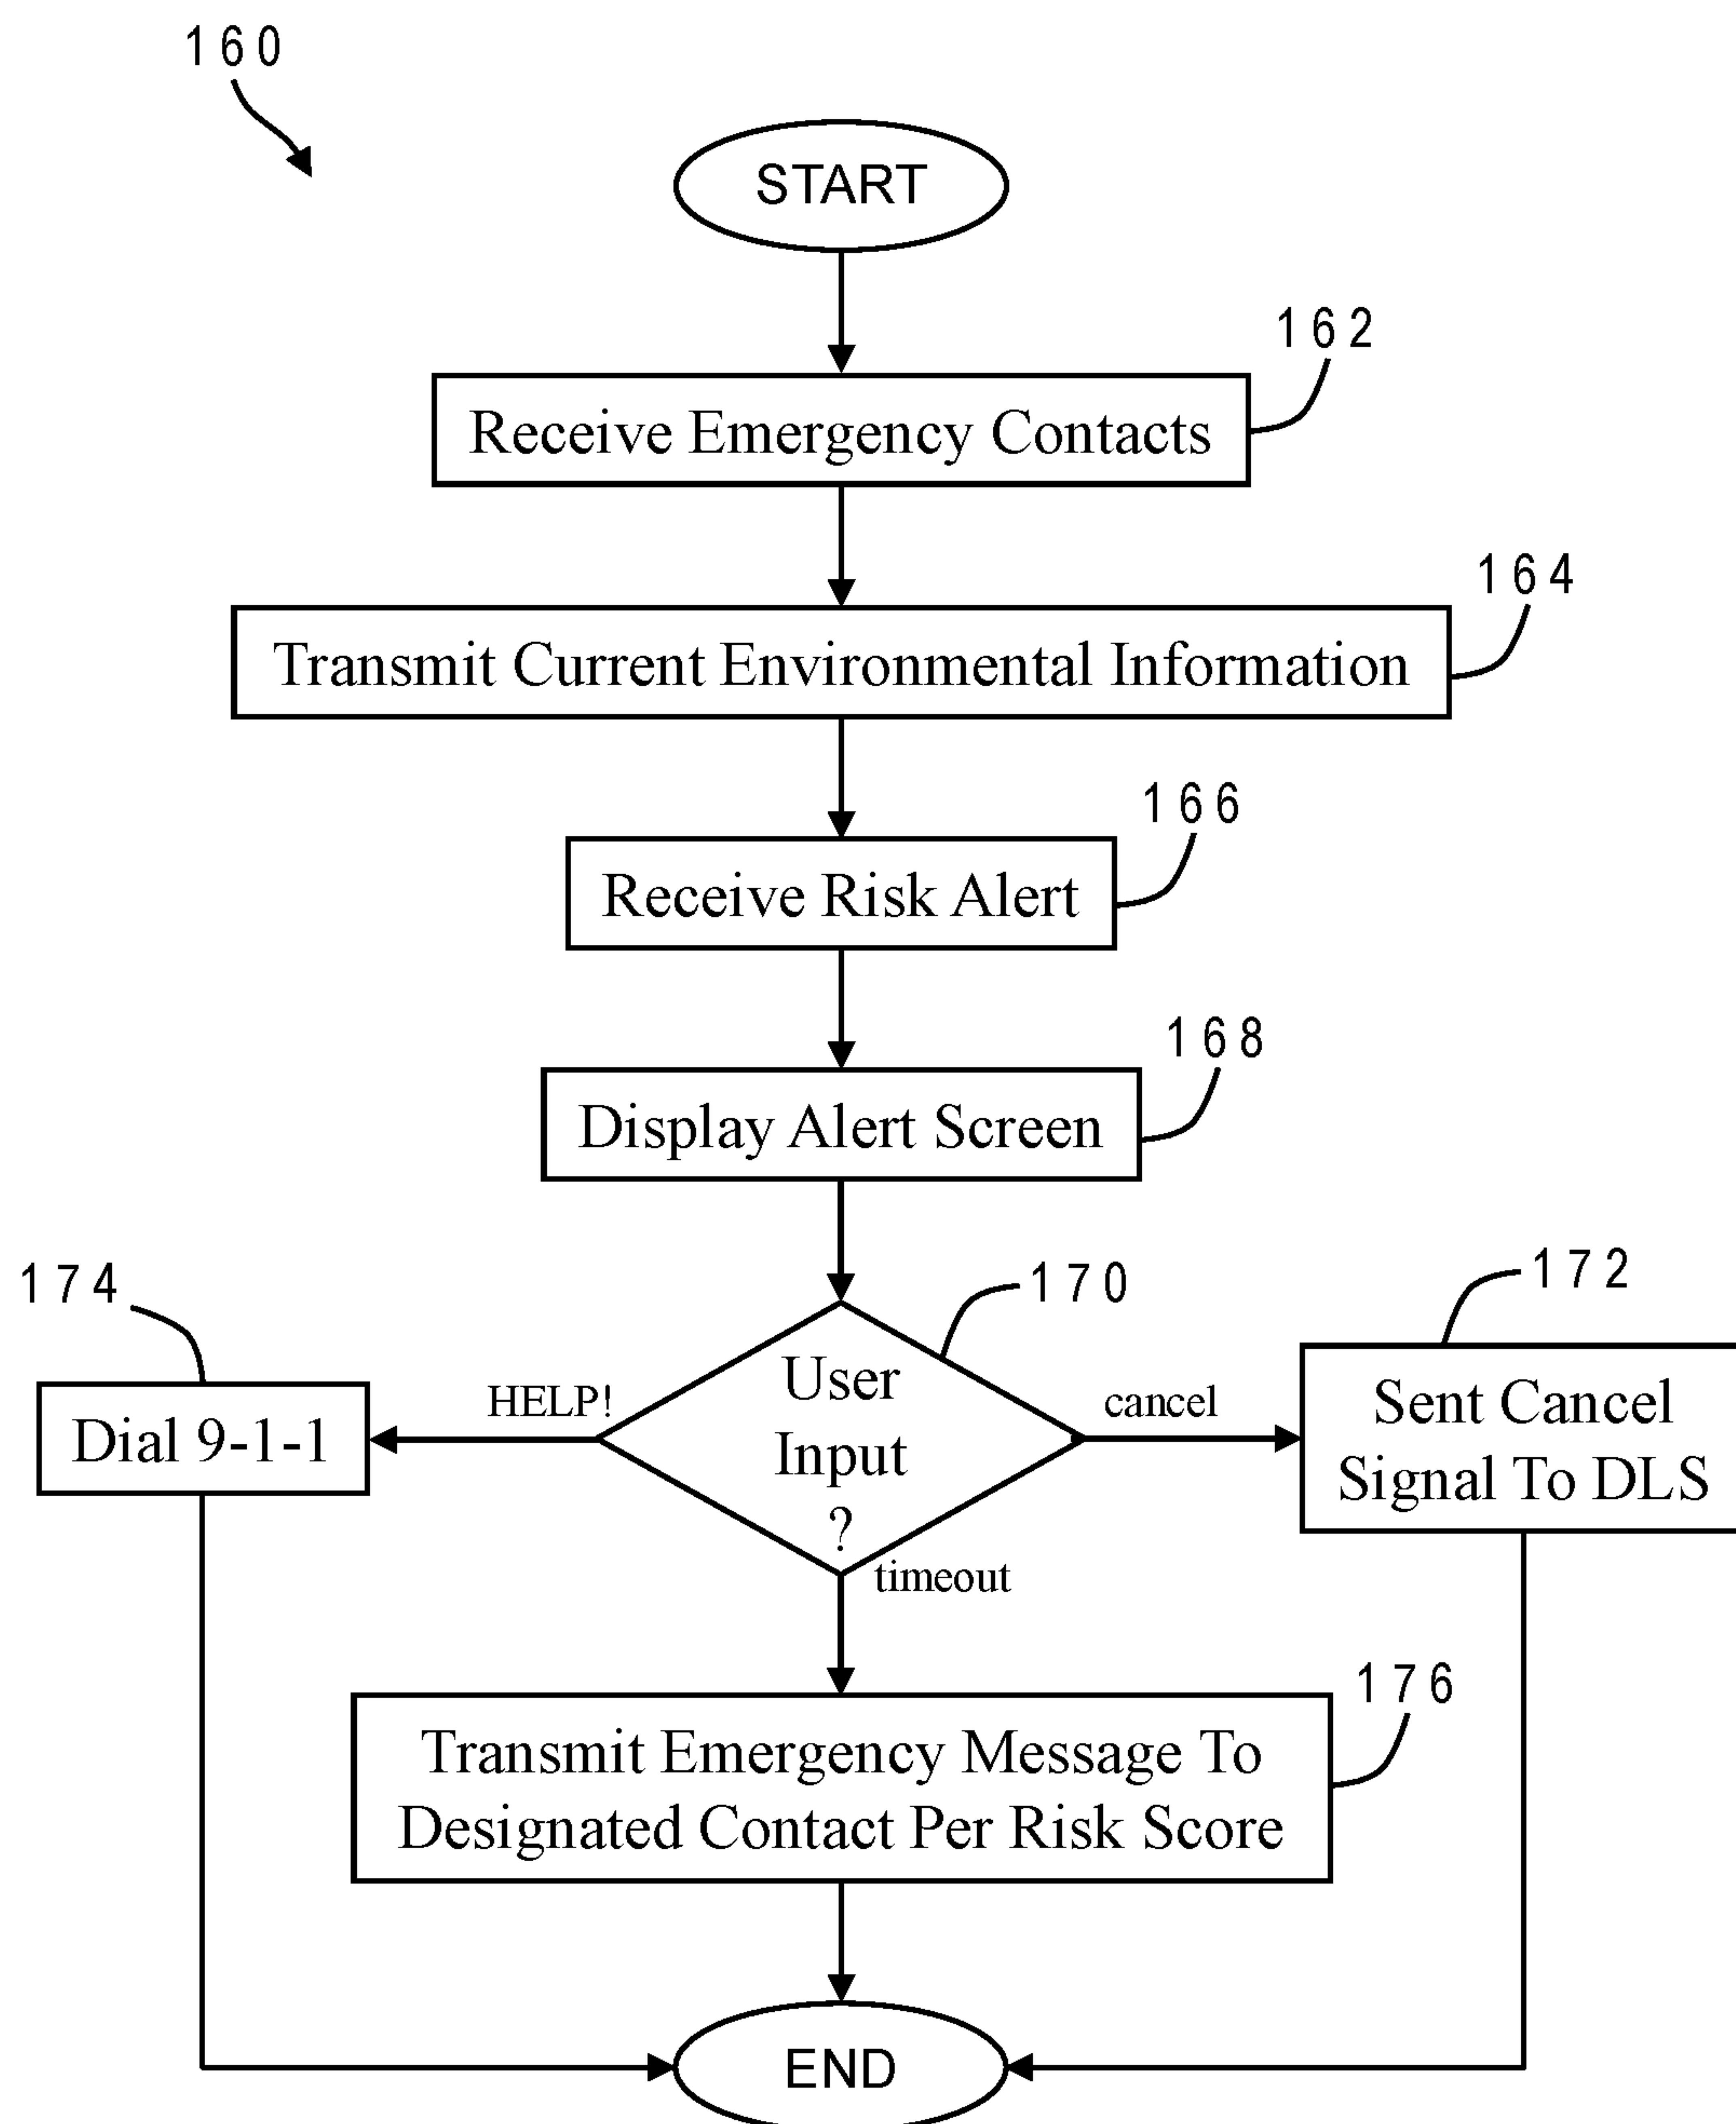 160
START
162
Receive Emergency Contacts
164
Transmit Current Environmental Information
166
Receive Risk Alert
168
Display Alert Screen
174
170
172
Dial 9-1-1
HELP!
User
Input
?
cancel
Sent Cancel
Signal To DLS
timeout
176
Transmit Emergency Message To
Designated Contact Per Risk Score
END